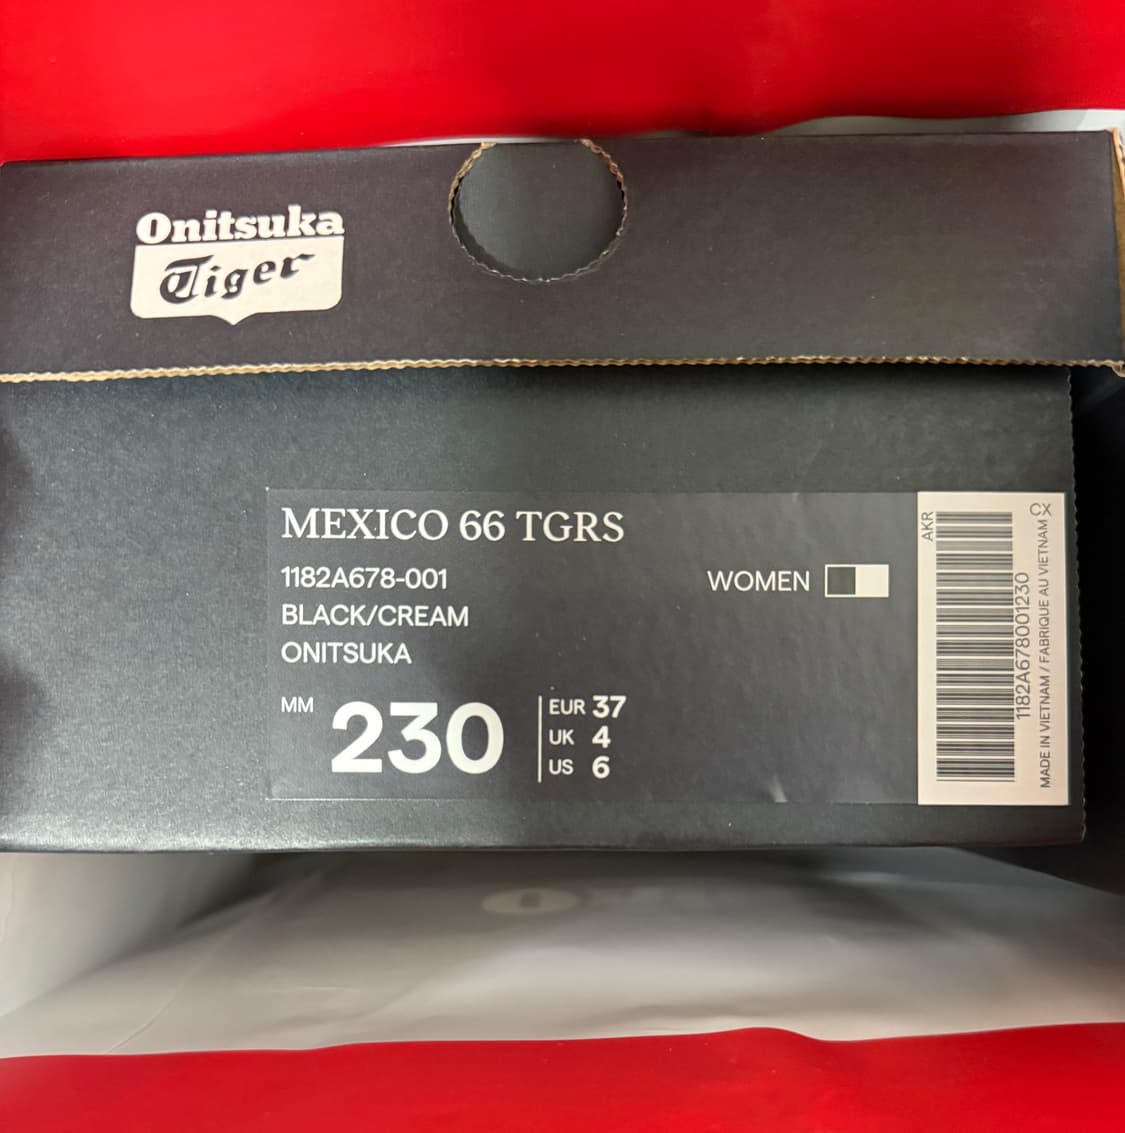 Onitsuka
Tiger
MEXICO 66 TGRS
1182A678-001
BLACK/CREAM
ONITSUKA
WOMEN
MM 230
EUR 37
UK 4
US 6
AKR
1182A678001230
MADE IN VIETNAM / FABRIQUE AU VIETNAM CX